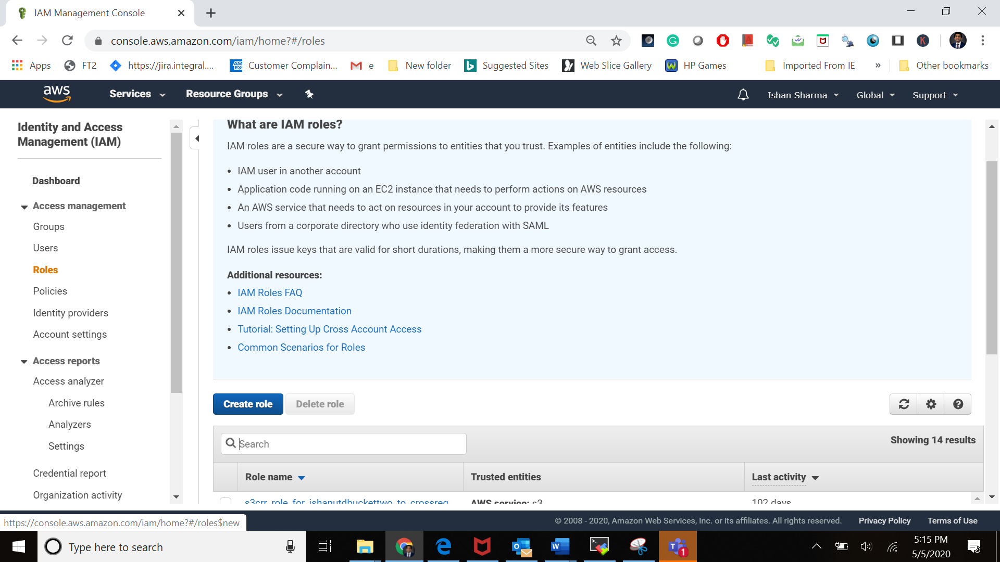 IAM Management Console
console.aws.amazon.com/iam/home?#/roles
Apps
FT2
https://jira.integral....
AM EX
Customer Complain...
e
New folder
Suggested Sites
Web Slice Gallery
HP Games
Imported From IE
»
Other bookmarks
aws
Services
Resource Groups
Ishan Sharma
Global
Support
Identity and Access
Management (IAM)
Dashboard
Access management
Groups
Users
Roles
Policies
Identity providers
Account settings
Access reports
Access analyzer
Archive rules
Analyzers
Settings
Credential report
Organization activity
What are IAM roles?
IAM roles are a secure way to grant permissions to entities that you trust. Examples of entities include the following:
• IAM user in another account
• Application code running on an EC2 instance that needs to perform actions on AWS resources
• An AWS service that needs to act on resources in your account to provide its features
• Users from a corporate directory who use identity federation with SAML
IAM roles issue keys that are valid for short durations, making them a more secure way to grant access.
Additional resources:
• IAM Roles FAQ
• IAM Roles Documentation
• Tutorial: Setting Up Cross Account Access
• Common Scenarios for Roles
Create role
Delete role
Search
Showing 14 results
Role name
Trusted entities
Last activity
s3crr_role_for_ishanutdbuckettwo_to_crossreg
AWS service: s3
102 days
https://console.aws.amazon.com/iam/home?#/roles$new
© 2008 - 2020, Amazon Web Services, Inc. or its affiliates. All rights reserved.
Privacy Policy
Terms of Use
Type here to search
1
5:15 PM
5/5/2020